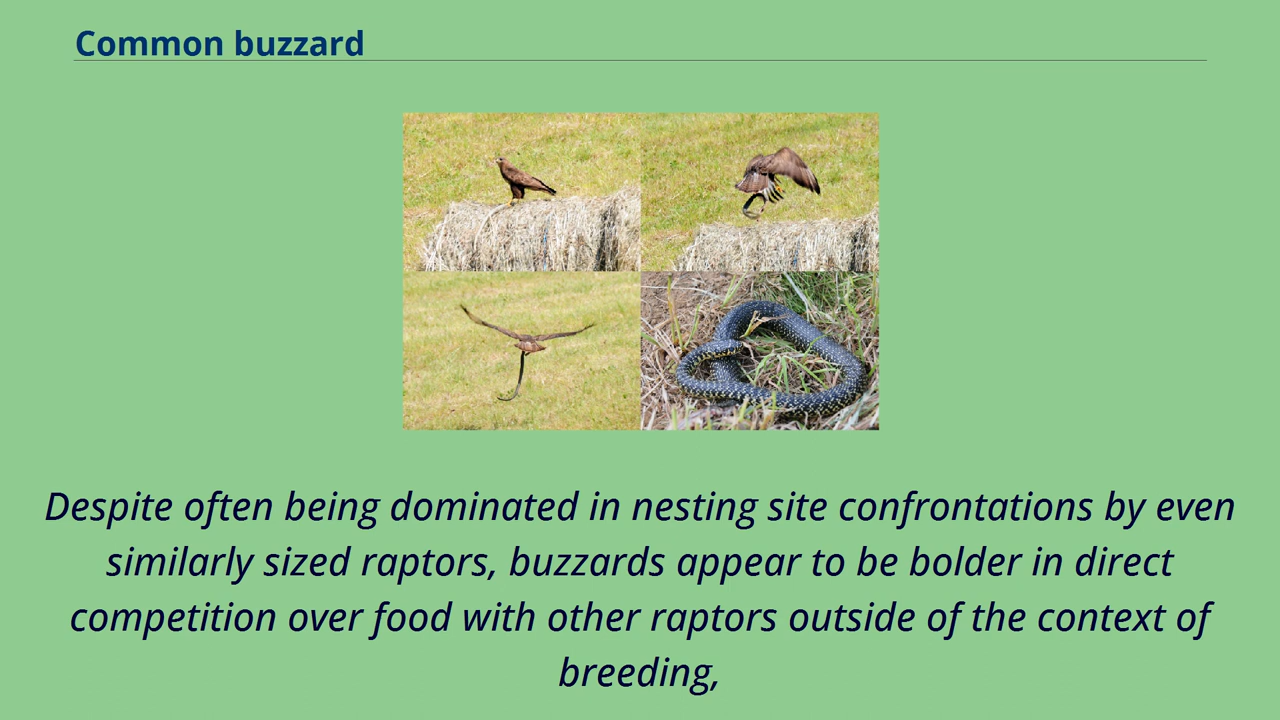 Common buzzard
Despite often being dominated in nesting site confrontations by even
similarly sized raptors, buzzards appear to be bolder in direct
competition over food with other raptors outside of the context of
breeding,